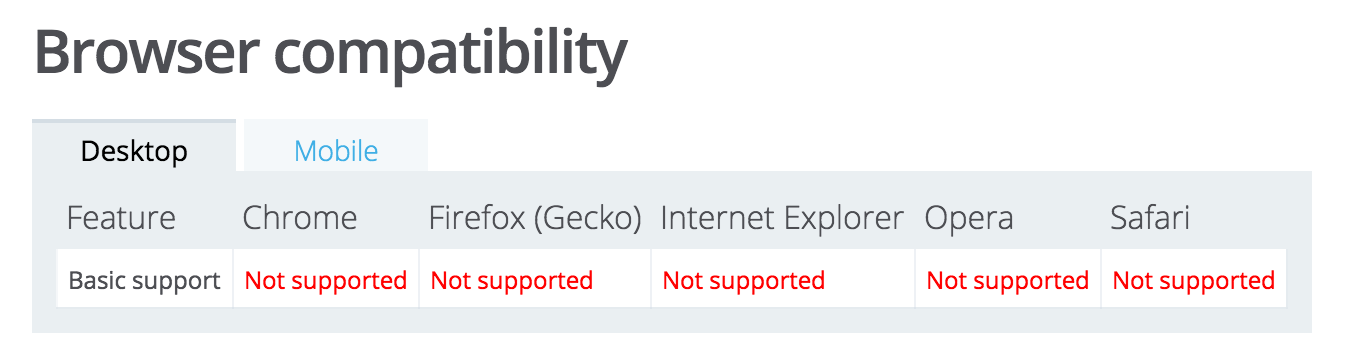 Browser compatibility
Desktop Mobile
Feature Chrome Firefox (Gecko) Internet Explorer Opera Safari
Basic support Not supported Not supported Not supported Not supported Not supported